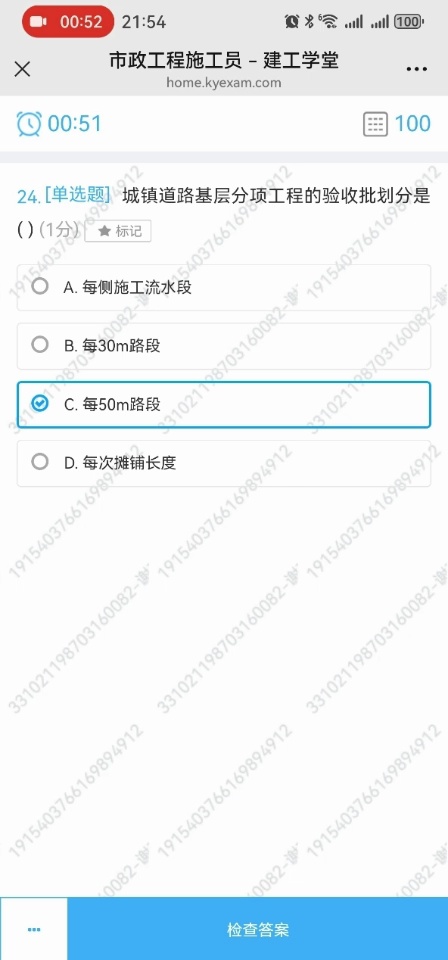 00:52 21:54 100
市政工程施工员 – 建工学堂
home.kyexam.com
00:51 100
24. [单选题] 城镇道路基层分项工程的验收批划分是
( ) (1分) ★ 标记
A. 每侧施工流水段
B. 每30m路段
C. 每50m路段
D. 每次摊铺长度
1915403766169894912
331021198703160082-谢
检查答案